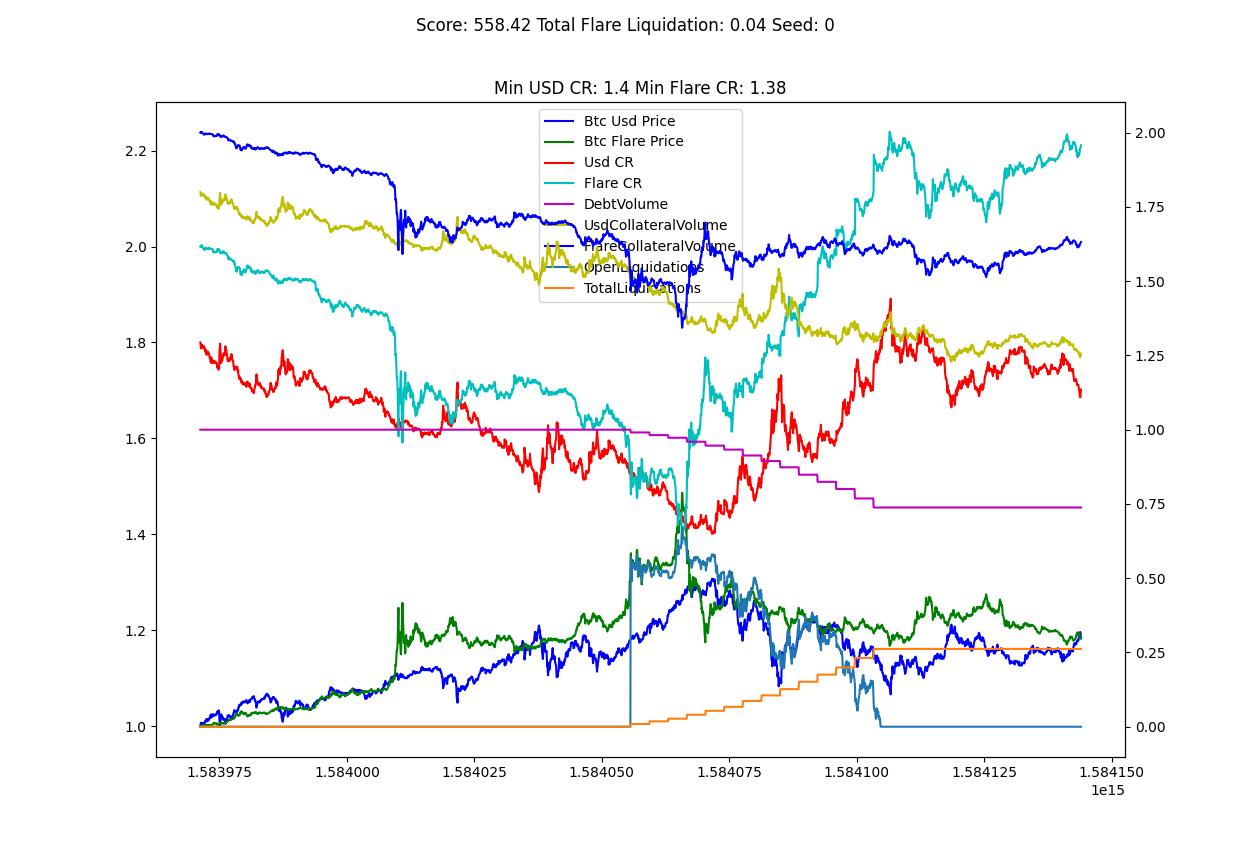 Score: 558.42 Total Flare Liquidation: 0.04 Seed: 0
Min USD CR: 1.4 Min Flare CR: 1.38
Btc Usd Price
Btc Flare Price
Usd CR
Flare CR
DebtVolume
UsdCollateralVolume
FlareCollateralVolume
OpenLiquidations
TotalLiquidations
2.2
2.0
1.8
1.6
1.4
1.2
1.0
2.00
1.75
1.50
1.25
1.00
0.75
0.50
0.25
0.00
1.583975 1.584000 1.584025 1.584050 1.584075 1.584100 1.584125 1.584150
1e15